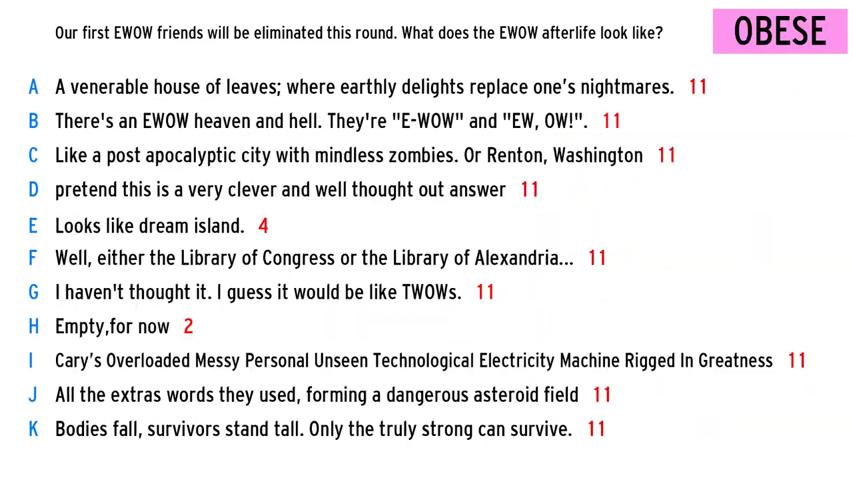 Our first EWOW friends will be eliminated this round. What does the EWOW afterlife look like?
OBESE
A A venerable house of leaves; where earthly delights replace one's nightmares. 11
B There's an EWOW heaven and hell. They're "E-WOW" and "EW, OW!". 11
C Like a post apocalyptic city with mindless zombies. Or Renton, Washington 11
D pretend this is a very clever and well thought out answer 11
E Looks like dream island. 4
F Well, either the Library of Congress or the Library of Alexandria... 11
G I haven't thought it. I guess it would be like TWOWs. 11
H Empty,for now 2
I Cary's Overloaded Messy Personal Unseen Technological Electricity Machine Rigged In Greatness 11
J All the extras words they used, forming a dangerous asteroid field 11
K Bodies fall, survivors stand tall. Only the truly strong can survive. 11